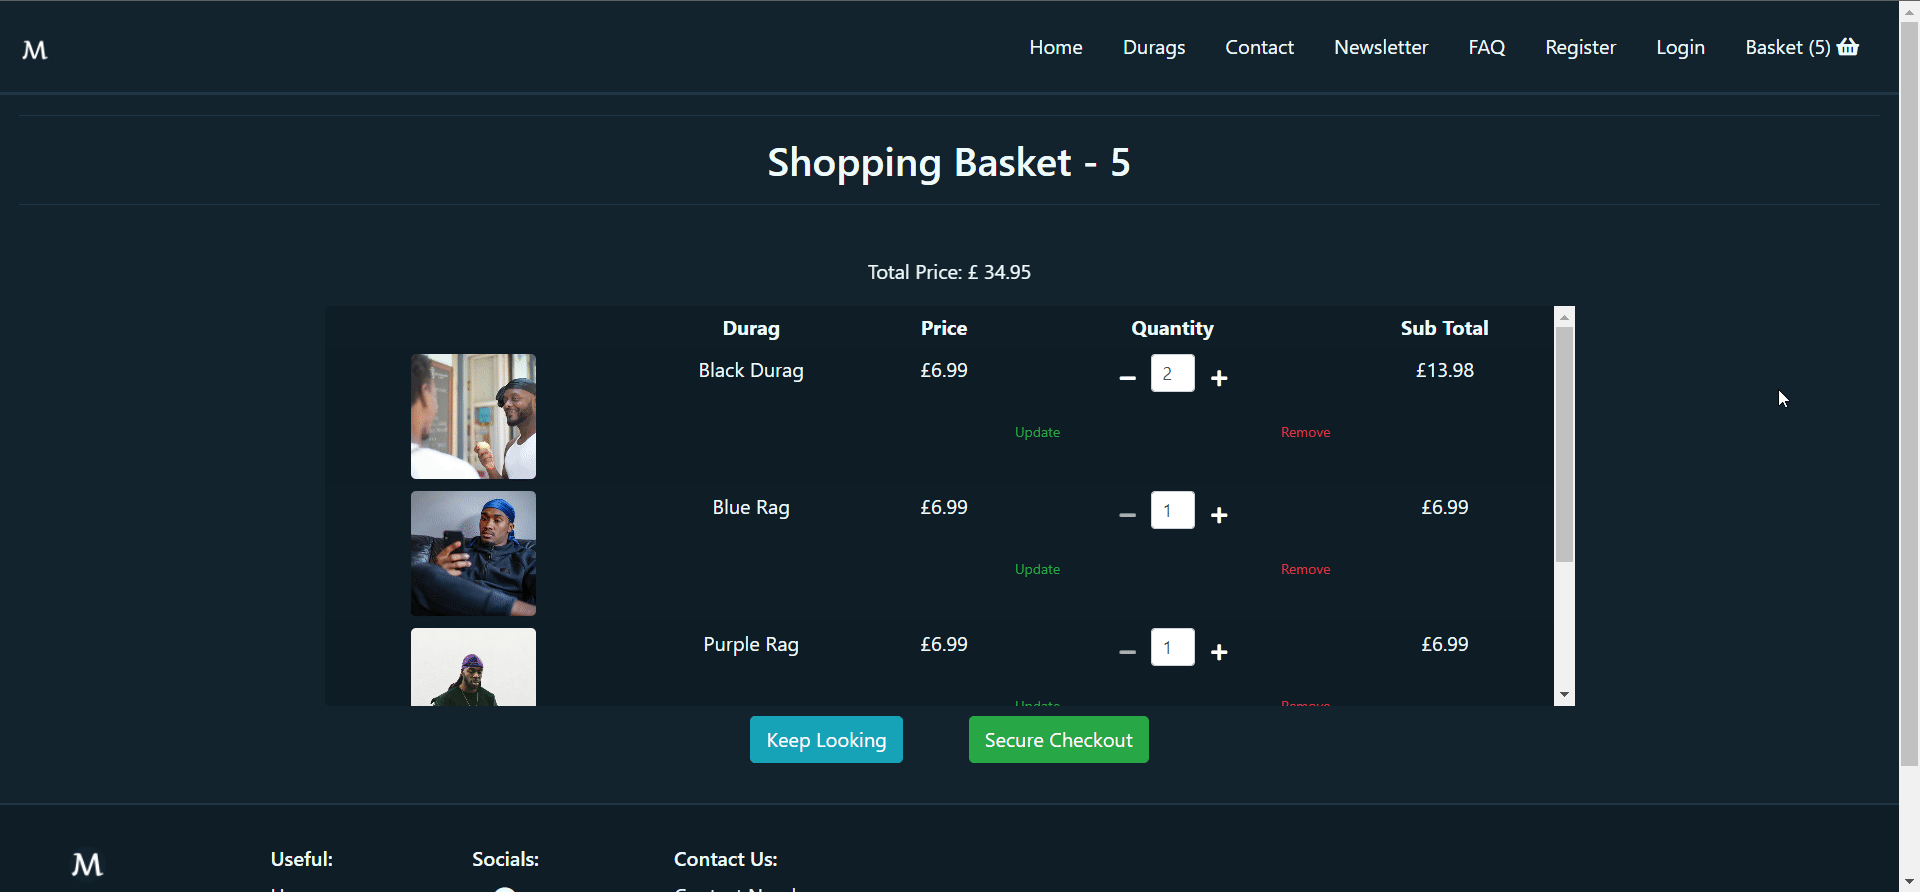 M
Home Durags Contact Newsletter FAQ Register Login Basket (5)
Shopping Basket - 5
Total Price: £ 34.95
Durag Price Quantity Sub Total
Black Durag £6.99 2 £13.98
Update Remove
Blue Rag £6.99 1 £6.99
Update Remove
Purple Rag £6.99 1 £6.99
Update Remove
Keep Looking Secure Checkout
M Useful: Socials: Contact Us: